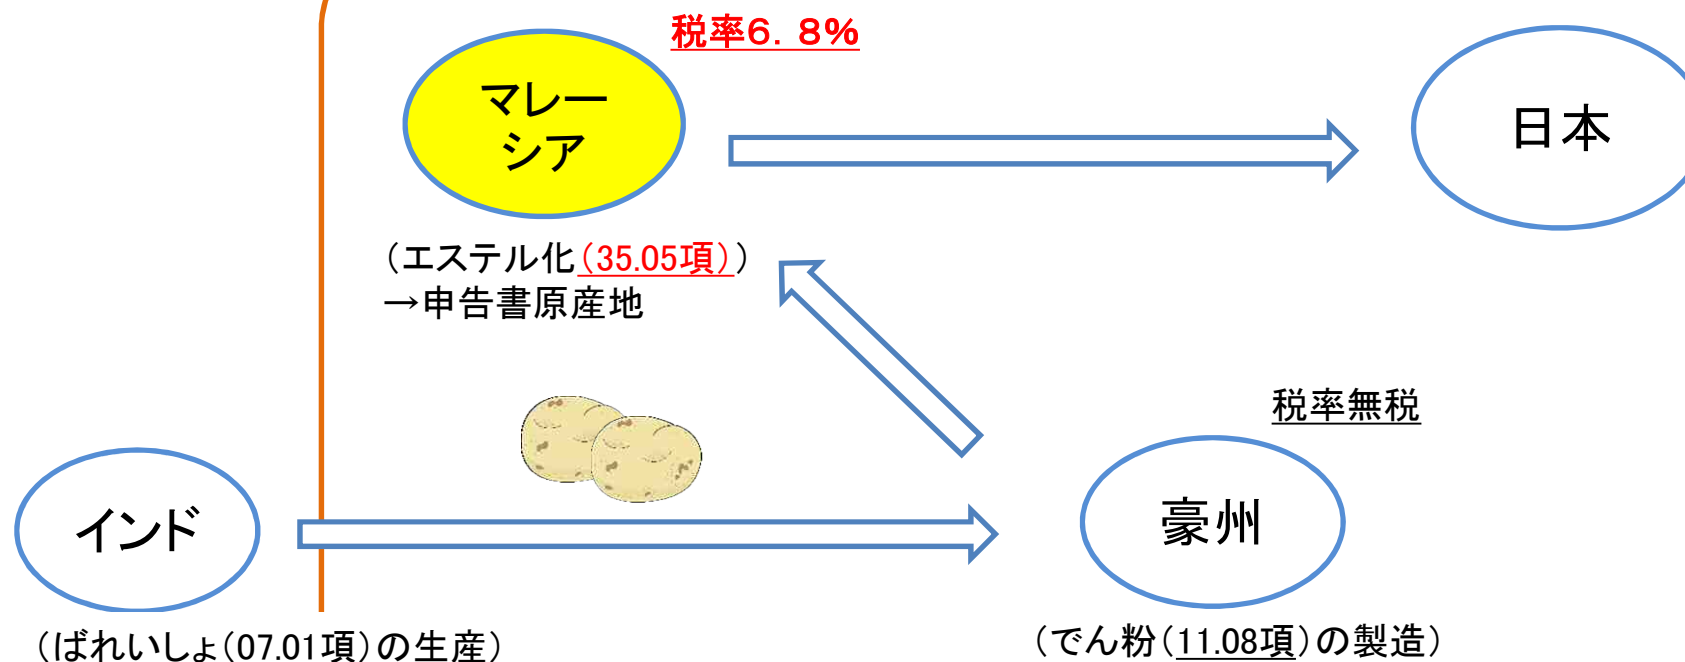 税率6．8%
マレー
シア
日本
（エステル化（35.05項））
→申告書原産地
税率無税
インド
豪州
（ばれいしょ（07.01項）の生産）
（でん粉（11.08項）の製造）